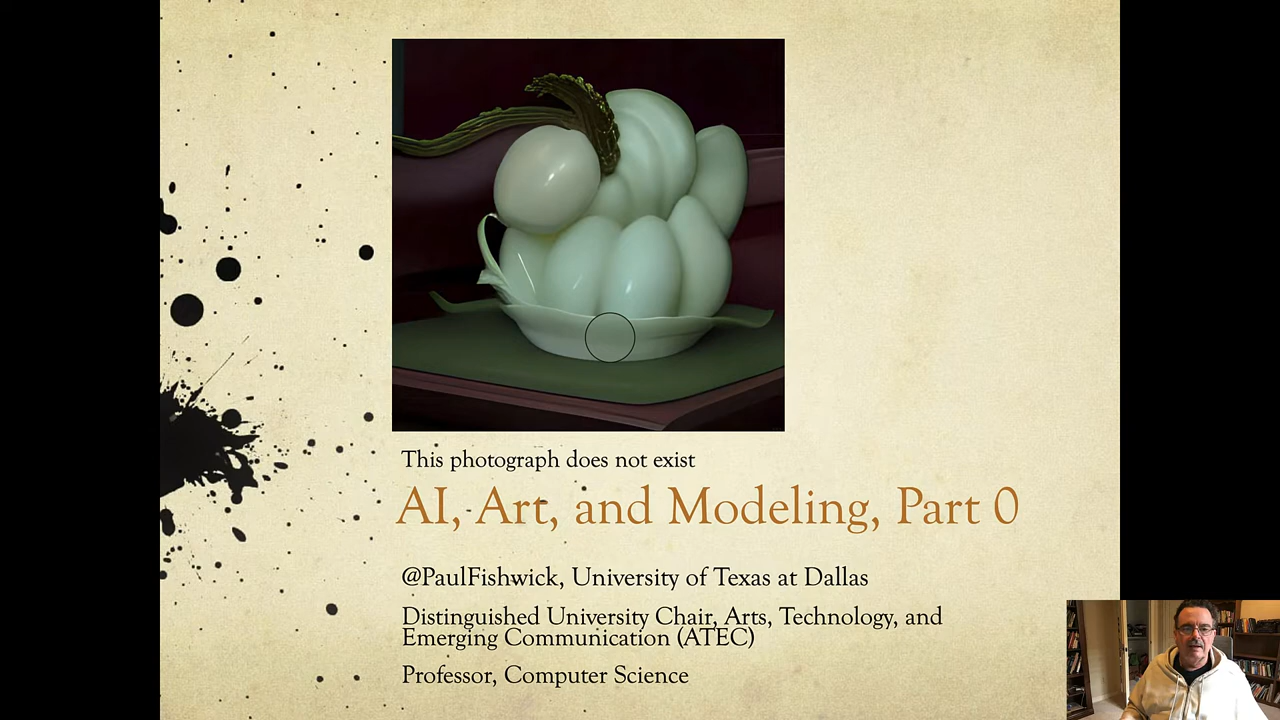 This photograph does not exist
AI, Art, and Modeling, Part 0
@PaulFishwick, University of Texas at Dallas
Distinguished University Chair, Arts, Technology, and
Emerging Communication (ATEC)
Professor, Computer Science